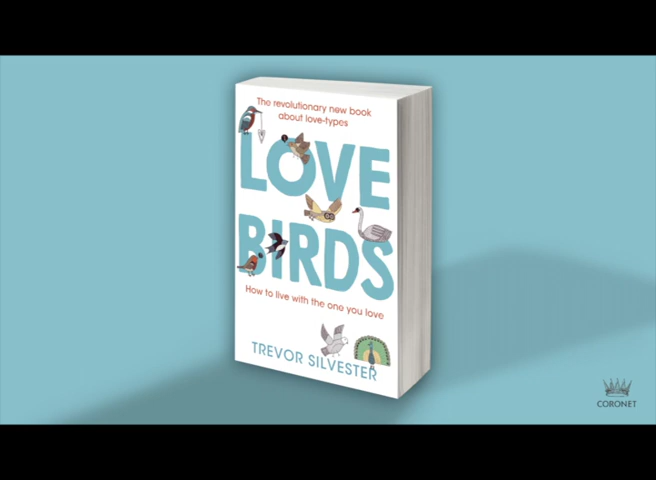 The revolutionary new book
about love-types
LOVE
BIRDS
How to live with the one you love
TREVOR SILVESTER
CORONET